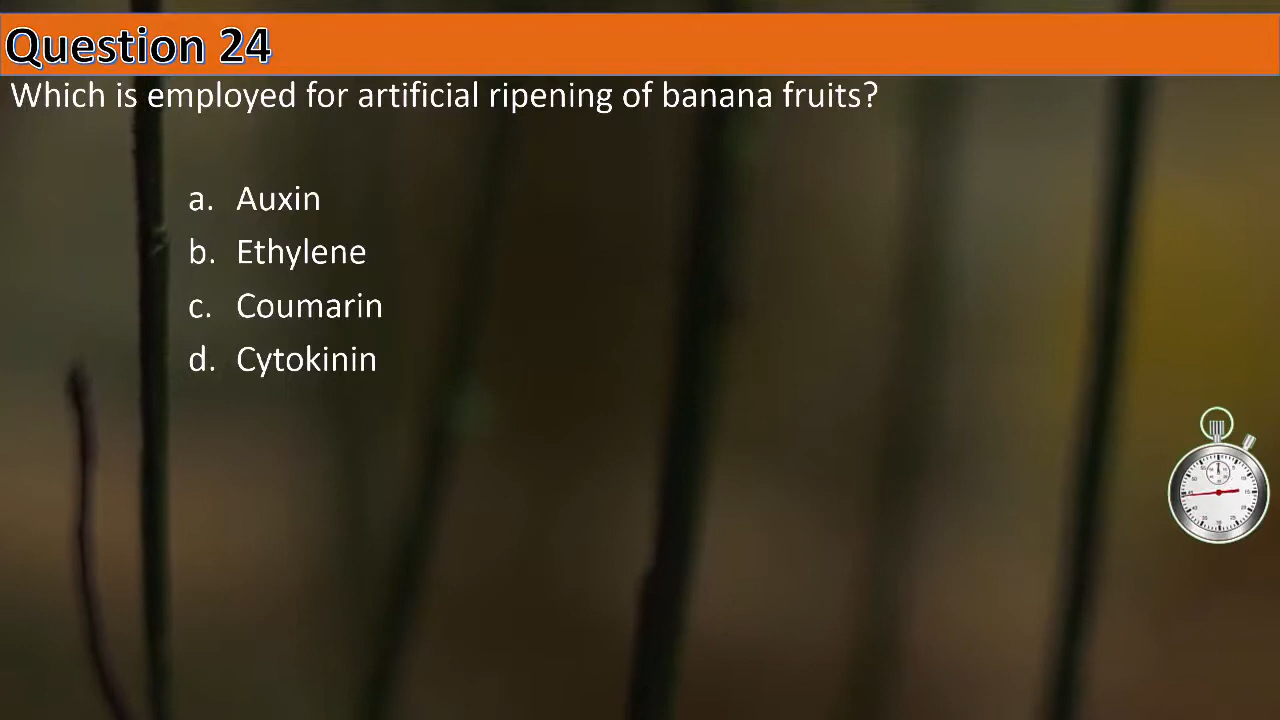 Question 24
Which is employed for artificial ripening of banana fruits?
a. Auxin
b. Ethylene
c. Coumarin
d. Cytokinin